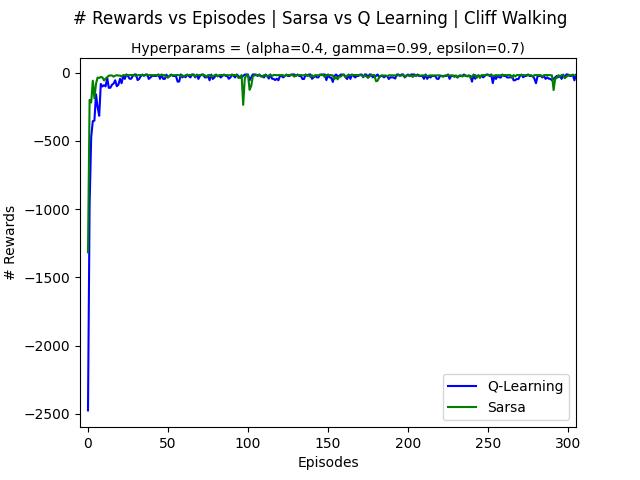 # Rewards vs Episodes | Sarsa vs Q Learning | Cliff Walking
Hyperparams = (alpha=0.4, gamma=0.99, epsilon=0.7)
0
−500
−1000
−1500
−2000
−2500
# Rewards
Q-Learning
Sarsa
0 50 100 150 200 250 300
Episodes